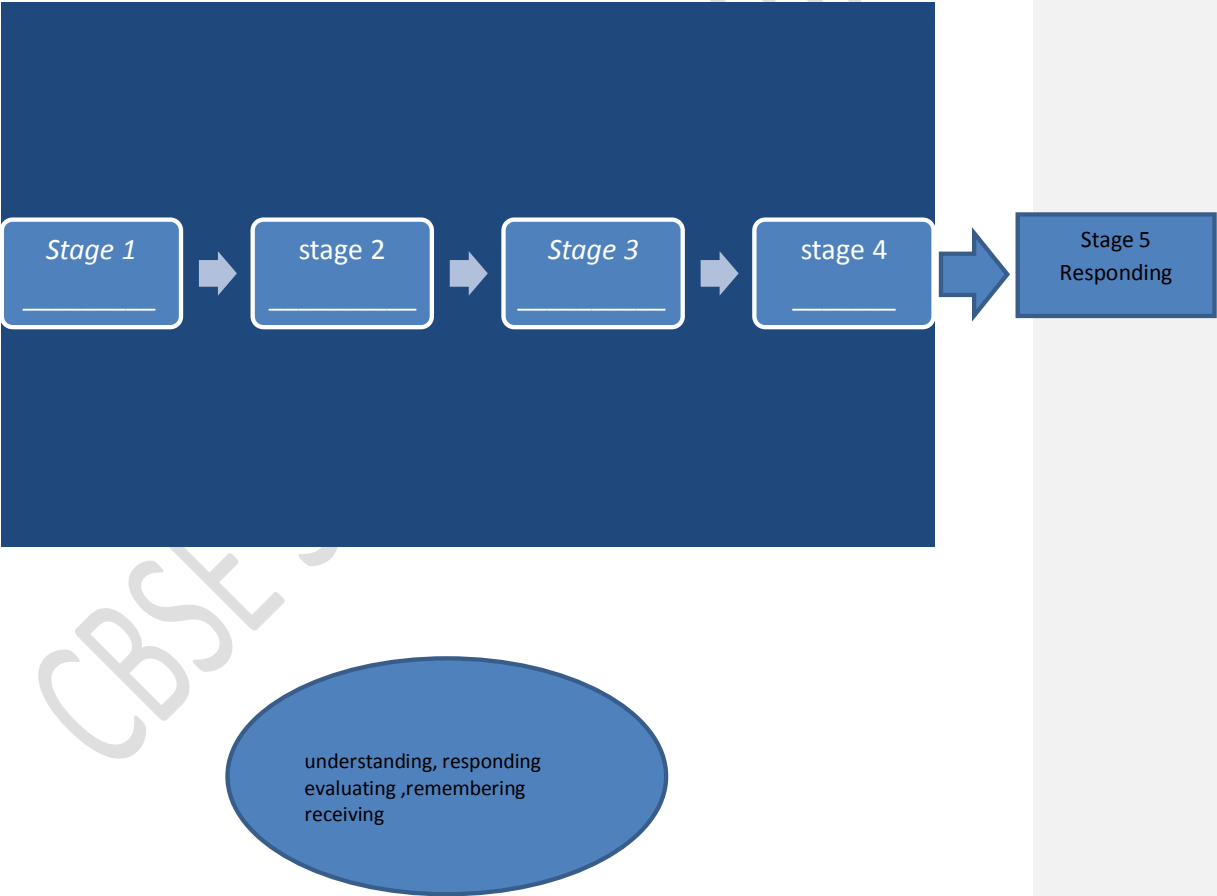 Stage 1
__________
stage 2
___________
Stage 3
___________
stage 4
________
Stage 5
Responding
CBSE
understanding, responding
evaluating ,remembering
receiving